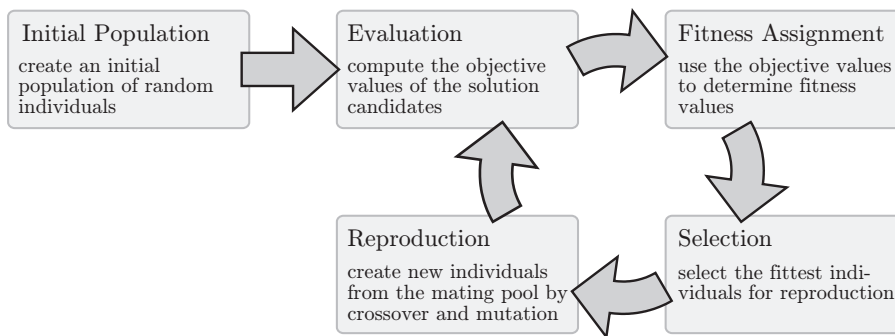 Initial Population
create an initial
population of random
individuals
Evaluation
compute the objective
values of the solution
candidates
Fitness Assignment
use the objective values
to determine fitness
values
Reproduction
create new individuals
from the mating pool by
crossover and mutation
Selection
select the fittest indi-
viduals for reproduction